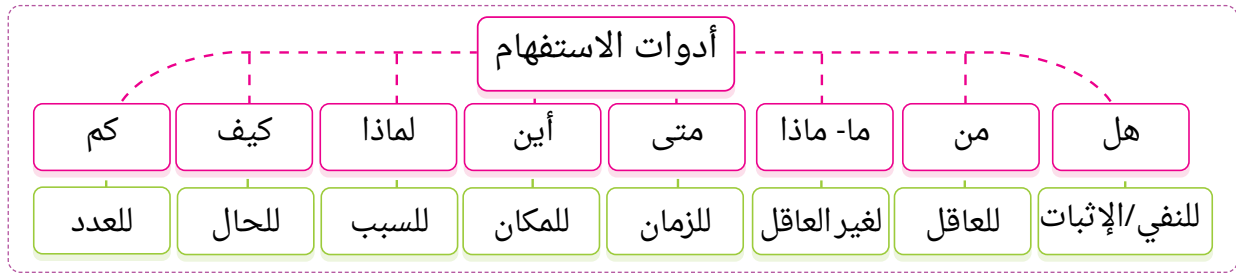 أدوات الاستفهام
هل من ما- ماذا متى أين لماذا كيف كم
للنفي/الإثبات للعاقل لغير العاقل للزمان للمكان للسبب للحال للعدد